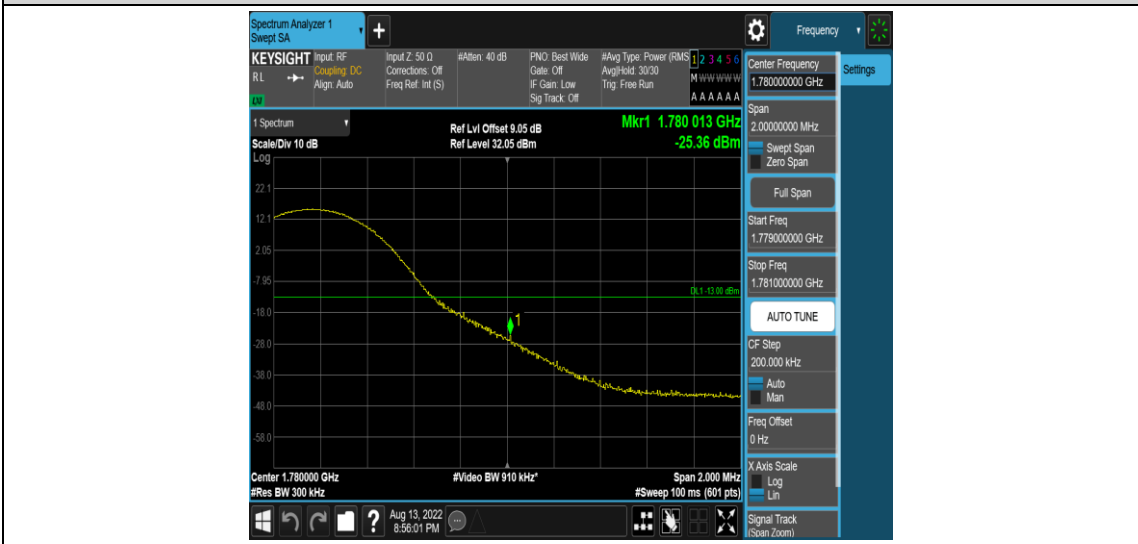 Spectrum Analyzer 1
Swept SA
+
Frequency
KEYSIGHT
RL
LXI
Input: RF
Coupling: DC
Align: Auto
Input Z: 50 Ω
Corrections: Off
Freq Ref: Int (S)
#Atten: 40 dB
PNO: Best Wide
Gate: Off
IF Gain: Low
Sig Track: Off
#Avg Type: Power (RMS
Avg|Hold: 30/30
Trig: Free Run
1 2 3 4 5 6
M W W W W W
A A A A A A
1 Spectrum
Scale/Div 10 dB
Log
Ref Lvl Offset 9.05 dB
Ref Level 32.05 dBm
Mkr1 1.780 013 GHz
-25.36 dBm
22.1
12.1
2.05
-7.95
DL1 -13.00 dBm
-18.0
1
-28.0
-38.0
-48.0
-58.0
Center 1.780000 GHz
#Video BW 910 kHz*
Span 2.000 MHz
#Res BW 300 kHz
#Sweep 100 ms (601 pts)
?
Aug 13, 2022
8:56:01 PM
Center Frequency
1.780000000 GHz
Settings
Span
2.00000000 MHz
Swept Span
Zero Span
Full Span
Start Freq
1.779000000 GHz
Stop Freq
1.781000000 GHz
AUTO TUNE
CF Step
200.000 kHz
Auto
Man
Freq Offset
0 Hz
X Axis Scale
Log
Lin
Signal Track
(Span Zoom)